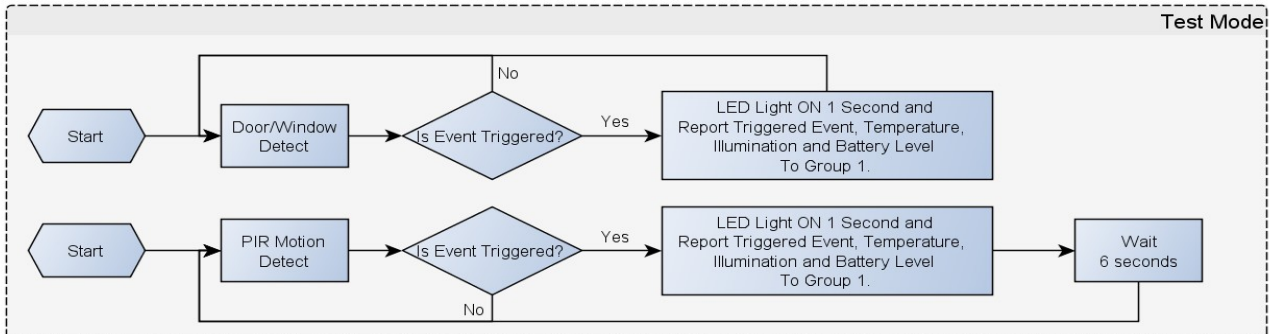 Test Mode
No
Start
Door/Window
Detect
Is Event Triggered?
Yes
LED Light ON 1 Second and
Report Triggered Event, Temperature,
Illumination and Battery Level
To Group 1.
Start
PIR Motion
Detect
Is Event Triggered?
Yes
LED Light ON 1 Second and
Report Triggered Event, Temperature,
Illumination and Battery Level
To Group 1.
Wait
6 seconds
No